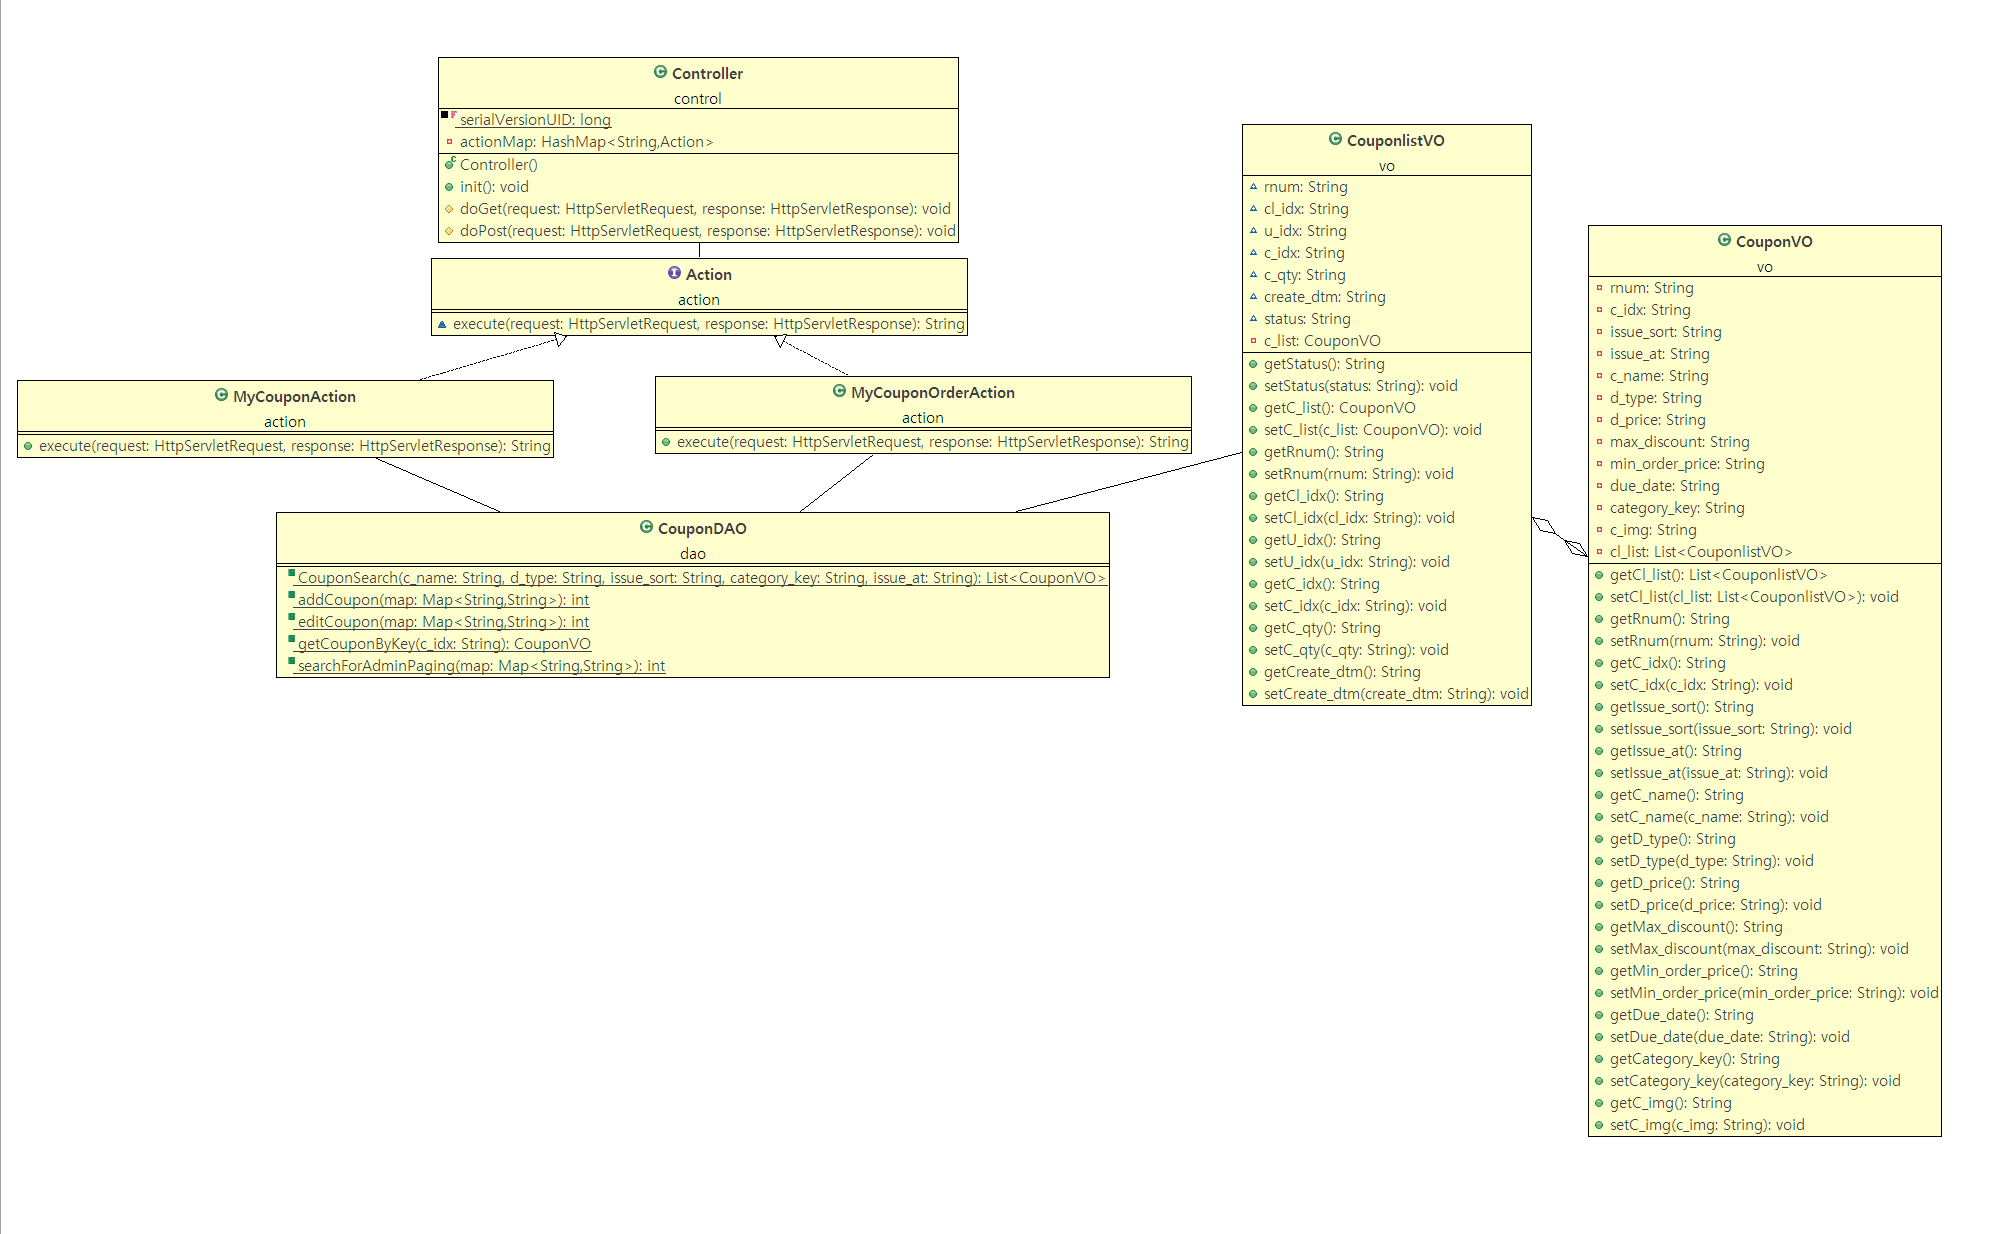 Controller
control
serialVersionUID: long
actionMap: HashMap<String,Action>
Controller()
init(): void
doGet(request: HttpServletRequest, response: HttpServletResponse): void
doPost(request: HttpServletRequest, response: HttpServletResponse): void
Action
action
execute(request: HttpServletRequest, response: HttpServletResponse): String
MyCouponAction
action
execute(request: HttpServletRequest, response: HttpServletResponse): String
MyCouponOrderAction
action
execute(request: HttpServletRequest, response: HttpServletResponse): String
CouponDAO
dao
CouponSearch(c_name: String, d_type: String, issue_sort: String, category_key: String, issue_at: String): List<CouponVO>
addCoupon(map: Map<String,String>): int
editCoupon(map: Map<String,String>): int
getCouponByKey(c_idx: String): CouponVO
searchForAdminPaging(map: Map<String,String>): int
CouponlistVO
vo
rnum: String
cl_idx: String
u_idx: String
c_idx: String
c_qty: String
create_dtm: String
status: String
c_list: CouponVO
getStatus(): String
setStatus(status: String): void
getC_list(): CouponVO
setC_list(c_list: CouponVO): void
getRnum(): String
setRnum(rnum: String): void
getCl_idx(): String
setCl_idx(cl_idx: String): void
getU_idx(): String
setU_idx(u_idx: String): void
getC_idx(): String
setC_idx(c_idx: String): void
getC_qty(): String
setC_qty(c_qty: String): void
getCreate_dtm(): String
setCreate_dtm(create_dtm: String): void
CouponVO
vo
rnum: String
c_idx: String
issue_sort: String
issue_at: String
c_name: String
d_type: String
d_price: String
max_discount: String
min_order_price: String
due_date: String
category_key: String
c_img: String
cl_list: List<CouponlistVO>
getCl_list(): List<CouponlistVO>
setCl_list(cl_list: List<CouponlistVO>): void
getRnum(): String
setRnum(rnum: String): void
getC_idx(): String
setC_idx(c_idx: String): void
getIssue_sort(): String
setIssue_sort(issue_sort: String): void
getIssue_at(): String
setIssue_at(issue_at: String): void
getC_name(): String
setC_name(c_name: String): void
getD_type(): String
setD_type(d_type: String): void
getD_price(): String
setD_price(d_price: String): void
getMax_discount(): String
setMax_discount(max_discount: String): void
getMin_order_price(): String
setMin_order_price(min_order_price: String): void
getDue_date(): String
setDue_date(due_date: String): void
getCategory_key(): String
setCategory_key(category_key: String): void
getC_img(): String
setC_img(c_img: String): void